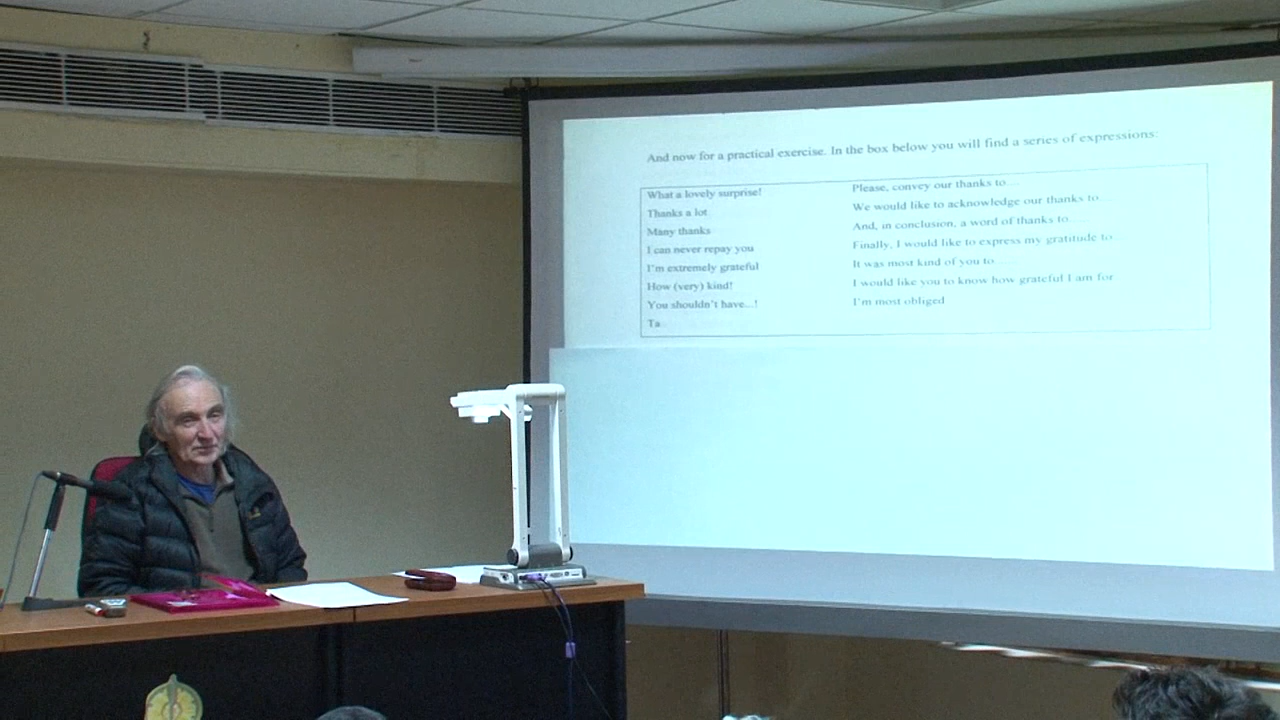 And now for a practical exercise. In the box below you will find a series of expressions:
What a lovely surprise!
Thanks a lot
Many thanks
I can never repay you
I'm extremely grateful
How (very) kind!
You shouldn't have...!
Ta
Please, convey our thanks to....
We would like to acknowledge our thanks to....
And, in conclusion, a word of thanks to.....
Finally, I would like to express my gratitude to...
It was most kind of you to.....
I would like you to know how grateful I am for
I'm most obliged